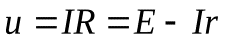 u = IR = E - Ir